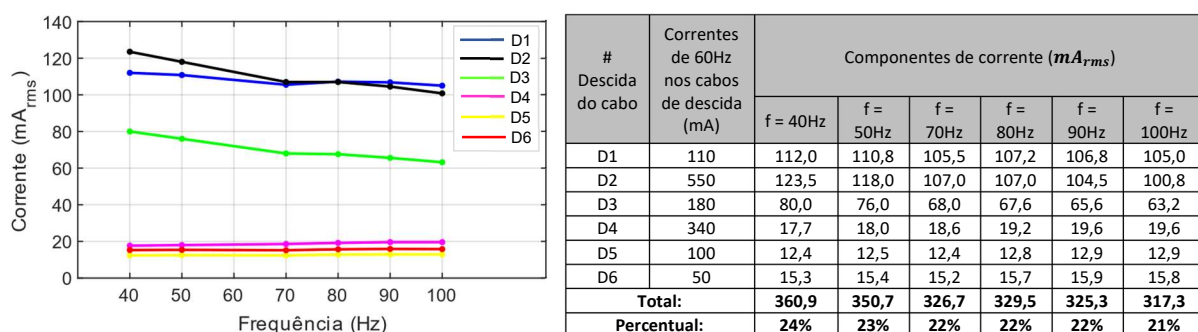 140
120
100
80
60
40
20
0
Corrente (mA_rms)
40 50 60 70 80 90 100
Frequência (Hz)
D1
D2
D3
D4
D5
D6
# Descida do cabo
Correntes de 60Hz nos cabos de descida (mA)
Componentes de corrente (mA_rms)
f = 40Hz f = 50Hz f = 70Hz f = 80Hz f = 90Hz f = 100Hz
D1 110 112,0 110,8 105,5 107,2 106,8 105,0
D2 550 123,5 118,0 107,0 107,0 104,5 100,8
D3 180 80,0 76,0 68,0 67,6 65,6 63,2
D4 340 17,7 18,0 18,6 19,2 19,6 19,6
D5 100 12,4 12,5 12,4 12,8 12,9 12,9
D6 50 15,3 15,4 15,2 15,7 15,9 15,8
Total: 360,9 350,7 326,7 329,5 325,3 317,3
Percentual: 24% 23% 22% 22% 22% 21%